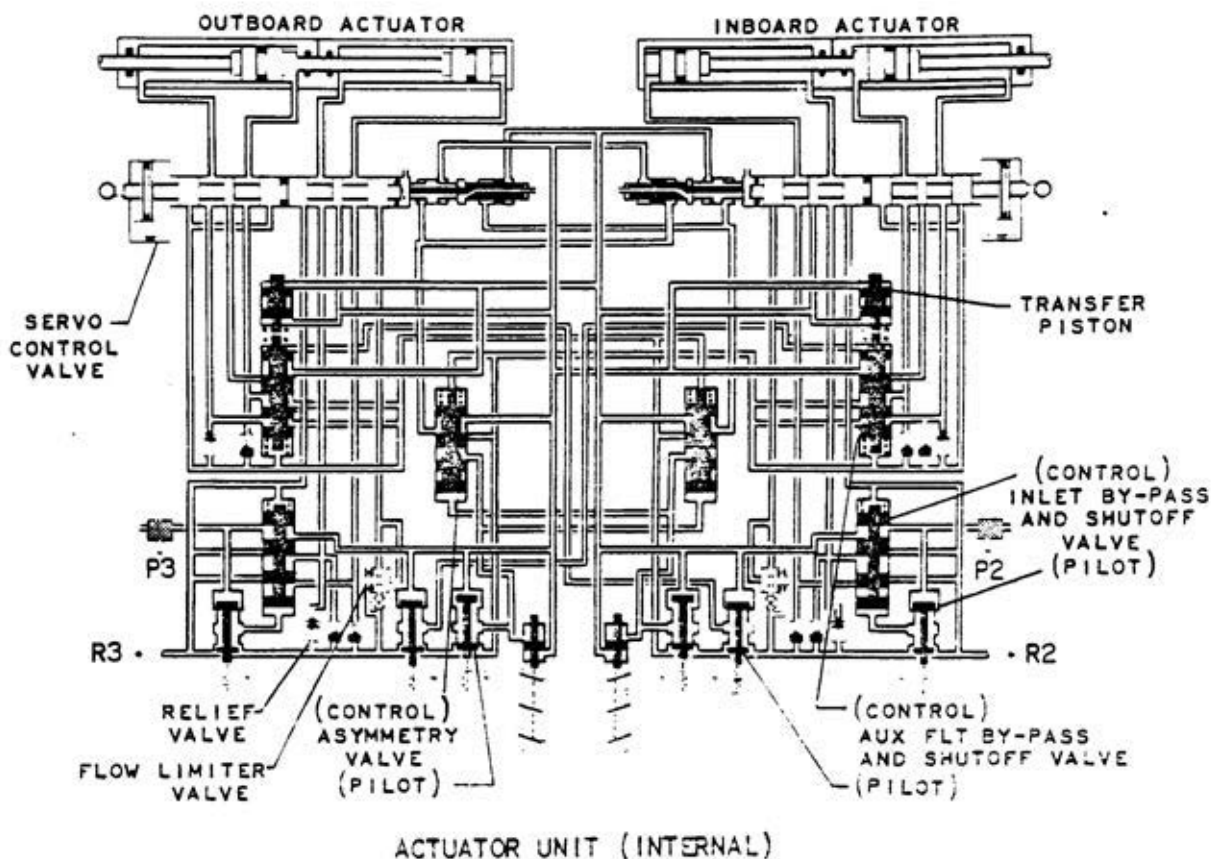 OUTBOARD ACTUATOR
INBOARD ACTUATOR
SERVO
CONTROL
VALVE
TRANSFER
PISTON
(CONTROL)
INLET BY-PASS
AND SHUTOFF
VALVE
(PILOT)
P3
P2
R3
R2
RELIEF
VALVE
FLOW LIMITER
VALVE
(CONTROL)
ASYMMETRY
VALVE
(PILOT)
(CONTROL)
AUX FLT BY-PASS
AND SHUTOFF VALVE
(PILOT)
ACTUATOR UNIT (INTERNAL)